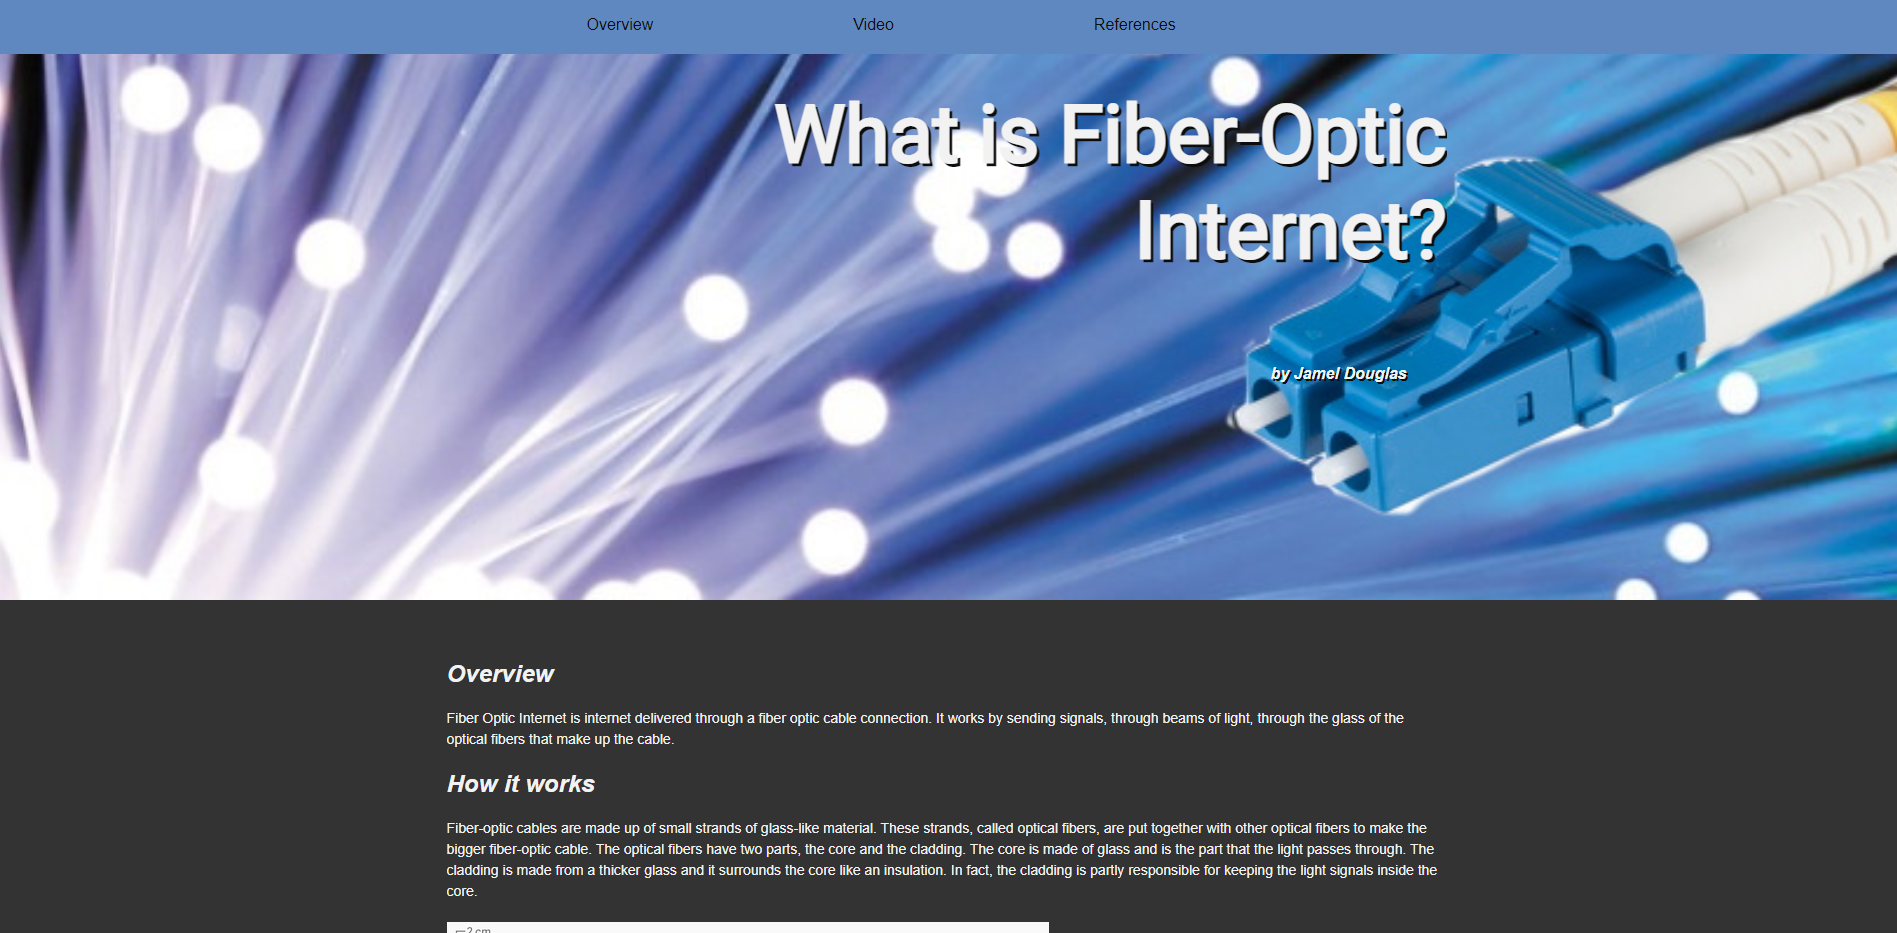 Overview Video References
What is Fiber-Optic
Internet?
by Jamel Douglas
Overview
Fiber Optic Internet is internet delivered through a fiber optic cable connection. It works by sending signals, through beams of light, through the glass of the
optical fibers that make up the cable.
How it works
Fiber-optic cables are made up of small strands of glass-like material. These strands, called optical fibers, are put together with other optical fibers to make the
bigger fiber-optic cable. The optical fibers have two parts, the core and the cladding. The core is made of glass and is the part that the light passes through. The
cladding is made from a thicker glass and it surrounds the core like an insulation. In fact, the cladding is partly responsible for keeping the light signals inside the
core.
2 cm